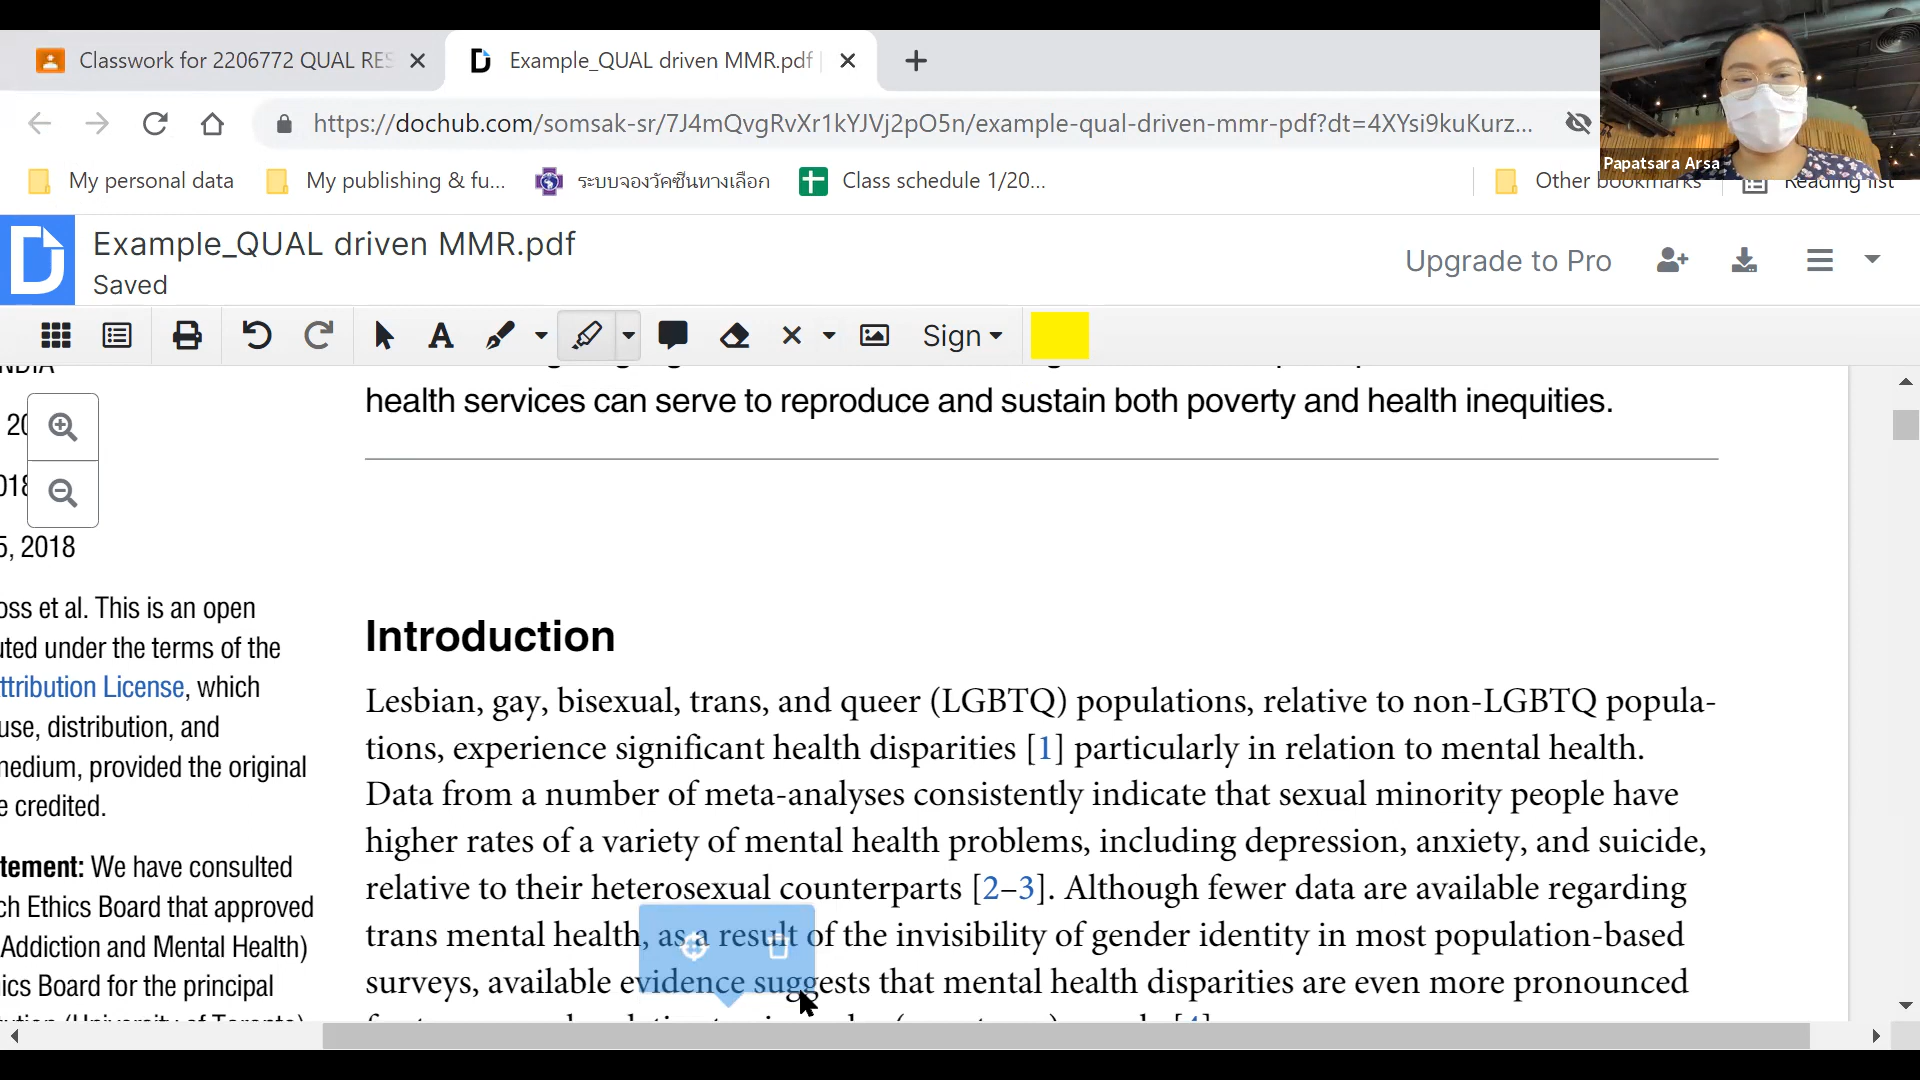 Classwork for 2206772 QUAL RES
Example_QUAL driven MMR.pdf
https://dochub.com/somsak-sr/7J4mQvgRvXr1kYJVj2pO5n/example-qual-driven-mmr-pdf?dt=4XYsi9kuKurz...
Papatsara Arsa
My personal data
My publishing & fu...
ระบบจองวัคซีนทางเลือก
Class schedule 1/20...
Other bookmarks
Reading list
Example_QUAL driven MMR.pdf
Saved
Upgrade to Pro
Sign
health services can serve to reproduce and sustain both poverty and health inequities.
5, 2018
oss et al. This is an open
uted under the terms of the
ttribution License, which
use, distribution, and
nedium, provided the original
e credited.
tement: We have consulted
ch Ethics Board that approved
Addiction and Mental Health)
ics Board for the principal
Introduction
Lesbian, gay, bisexual, trans, and queer (LGBTQ) populations, relative to non-LGBTQ popula-
tions, experience significant health disparities [1] particularly in relation to mental health.
Data from a number of meta-analyses consistently indicate that sexual minority people have
higher rates of a variety of mental health problems, including depression, anxiety, and suicide,
relative to their heterosexual counterparts [2–3]. Although fewer data are available regarding
trans mental health, as a result of the invisibility of gender identity in most population-based
surveys, available evidence suggests that mental health disparities are even more pronounced